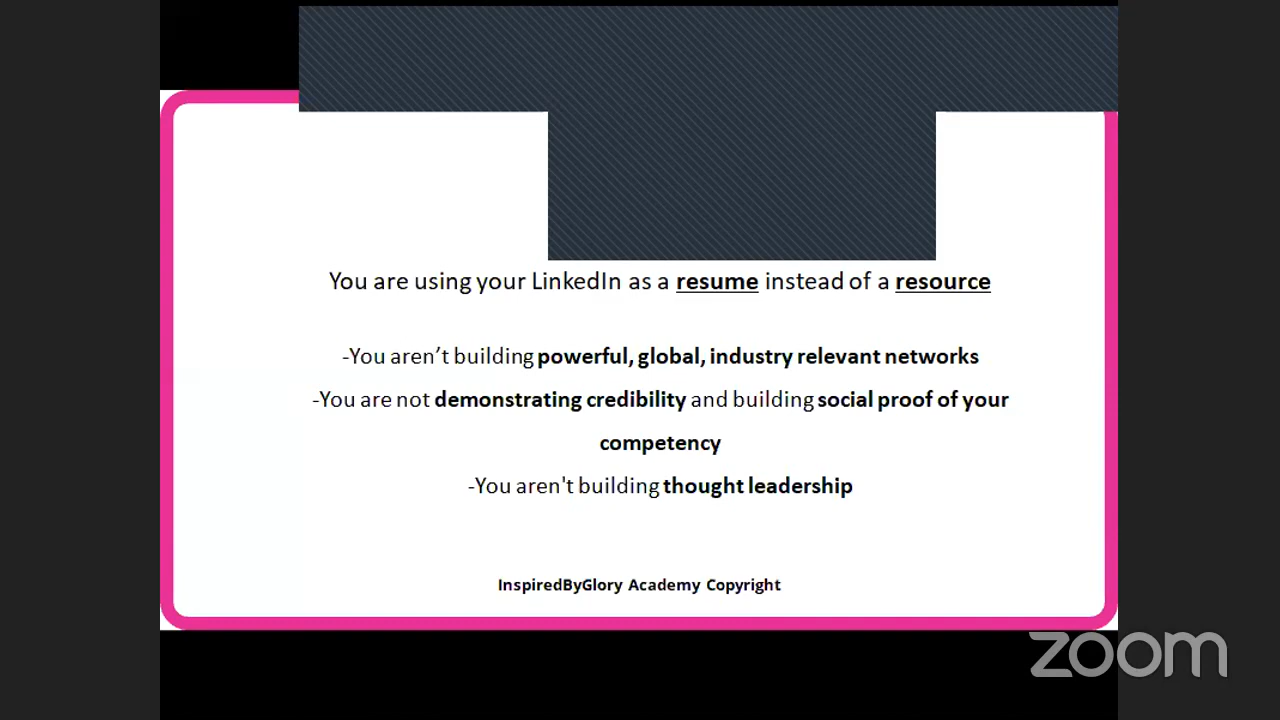 You are using your LinkedIn as a resume instead of a resource
-You aren’t building powerful, global, industry relevant networks
-You are not demonstrating credibility and building social proof of your
competency
-You aren't building thought leadership
InspiredByGlory Academy Copyright
zoom